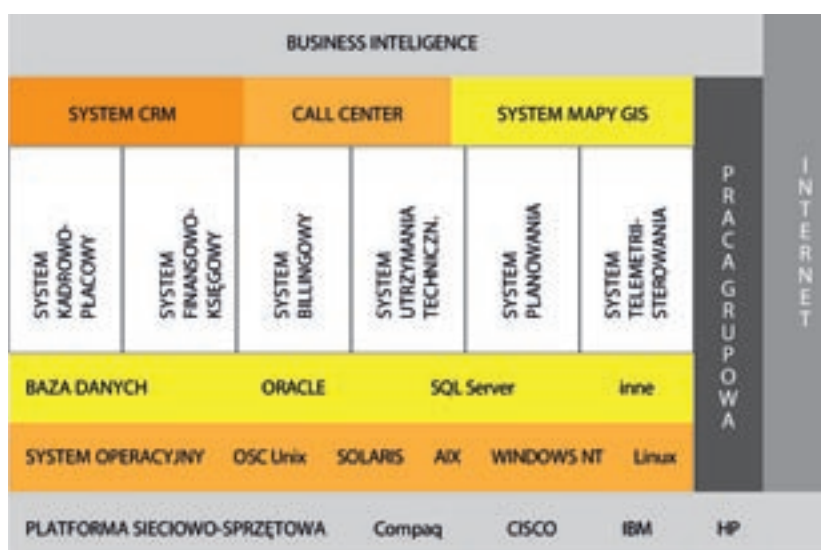 BUSINESS INTELIGENCE
SYSTEM CRM
CALL CENTER
SYSTEM MAPY GIS
SYSTEM
KADROWO-
PŁACOWY
SYSTEM
FINANSOWO-
KSIĘGOWY
SYSTEM
BILLINGOWY
SYSTEM
UTRZYMANIA
TECHNICZN.
SYSTEM
PLANOWANIA
SYSTEM
TELEMETRII-
STEROWANIA
PRACA GRUPOWA
INTERNET
BAZA DANYCH ORACLE SQL Server inne
SYSTEM OPERACYJNY OSC Unix SOLARIS AIX WINDOWS NT Linux
PLATFORMA SIECIOWO-SPRZĘTOWA Compaq CISCO IBM HP